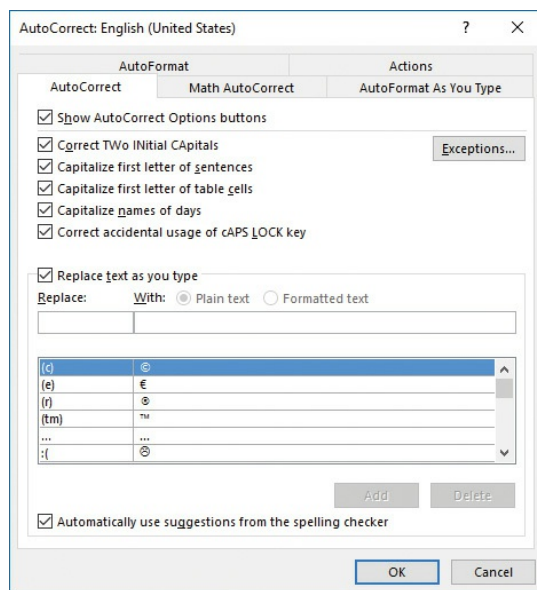 AutoCorrect: English (United States) ? ×
AutoFormat Actions
AutoCorrect Math AutoCorrect AutoFormat As You Type
Show AutoCorrect Options buttons
Correct TWo INitial CApitals
Exceptions...
Capitalize first letter of sentences
Capitalize first letter of table cells
Capitalize names of days
Correct accidental usage of cAPS LOCK key
Replace text as you type
Replace: With: Plain text Formatted text
(c) ©
(e) €
(r) ®
(tm) ™
... ...
:( ☹
Add Delete
Automatically use suggestions from the spelling checker
OK Cancel